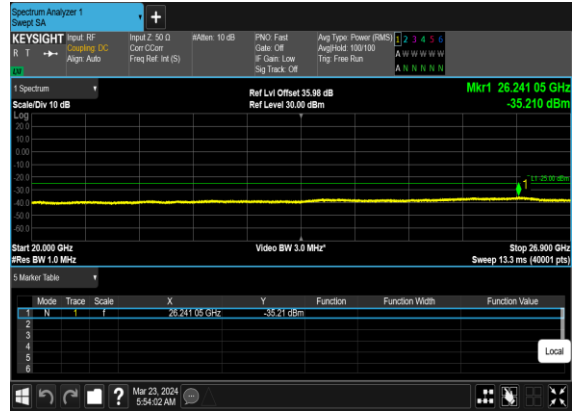 Spectrum Analyzer 1
Swept SA
+
KEYSIGHT Input: RF Input Z: 50 Ω #Atten: 10 dB PNO: Fast Avg Type: Power (RMS) 1 2 3 4 5 6
R T Coupling: DC Corr CCorr Gate: Off Avg|Hold: 100/100 A W W W W W
Align: Auto Freq Ref: Int (S) IF Gain: Low Trig: Free Run
Sig Track: Off A N N N N N
1 Spectrum Ref Lvl Offset 35.98 dB Mkr1 26.241 05 GHz
Scale/Div 10 dB Ref Level 30.00 dBm -35.210 dBm
Log
20.0
10.0
0.00
-10.0
-20.0
-30.0
-40.0
-50.0
-60.0
1
Start 20.000 GHz Video BW 3.0 MHz* Stop 26.900 GHz
#Res BW 1.0 MHz Sweep 13.3 ms (40001 pts)
5 Marker Table
Mode Trace Scale X Y Function Function Width Function Value
1 N 1 f 26.241 05 GHz -35.21 dBm
2
3
4
5
6
Local
? Mar 23, 2024
5:54:02 AM